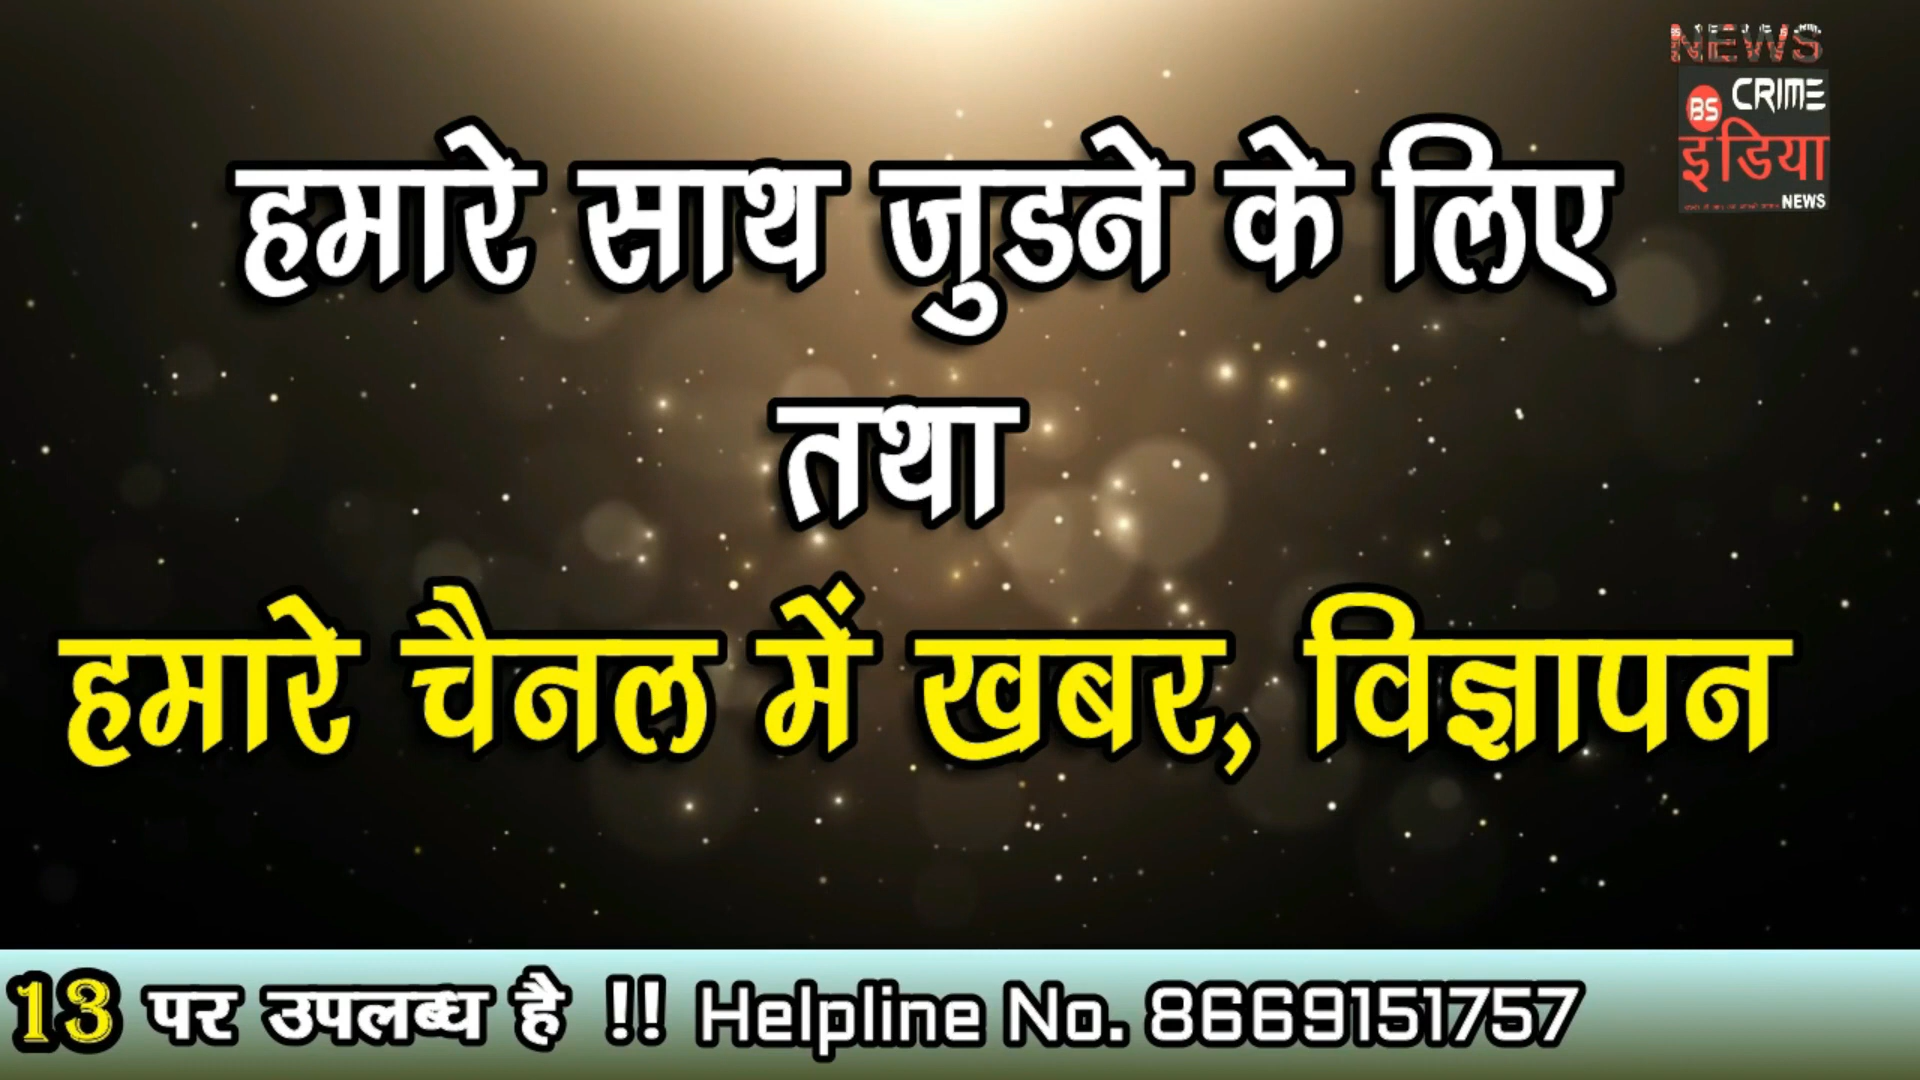 NEWS
BS CRIME
इंडिया
NEWS
हमारे साथ जुडने के लिए
तथा
हमारे चैनल में खबर, विज्ञापन
13 पर उपलब्ध है !! Helpline No. 8669151757